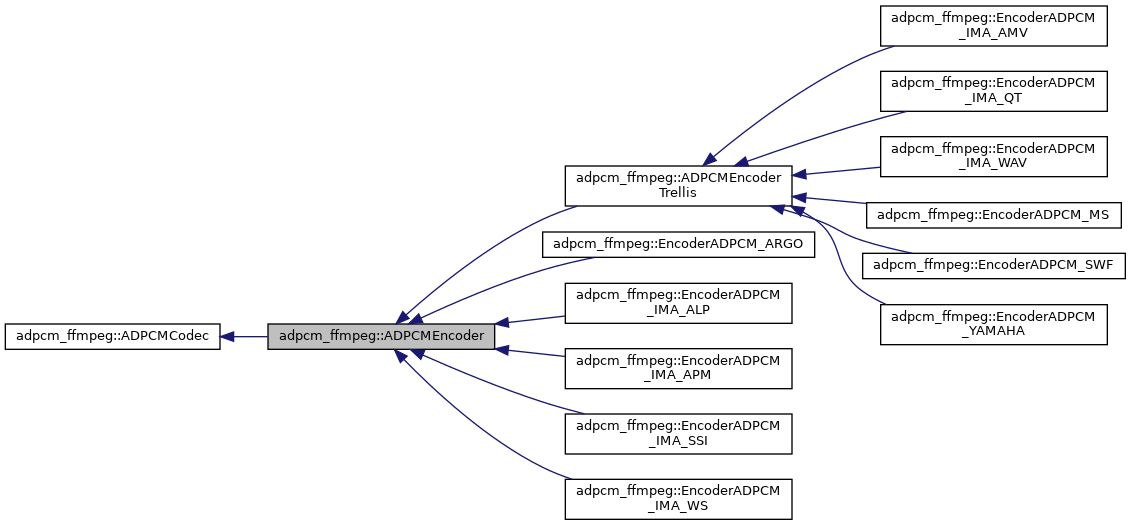 adpcm_ffmpeg::EncoderADPCM
_IMA_AMV
adpcm_ffmpeg::EncoderADPCM
_IMA_QT
adpcm_ffmpeg::EncoderADPCM
_IMA_WAV
adpcm_ffmpeg::ADPCMEncoder
Trellis
adpcm_ffmpeg::EncoderADPCM_MS
adpcm_ffmpeg::EncoderADPCM_ARGO
adpcm_ffmpeg::EncoderADPCM_SWF
adpcm_ffmpeg::EncoderADPCM
_IMA_ALP
adpcm_ffmpeg::EncoderADPCM
_YAMAHA
adpcm_ffmpeg::ADPCMCodec
adpcm_ffmpeg::ADPCMEncoder
adpcm_ffmpeg::EncoderADPCM
_IMA_APM
adpcm_ffmpeg::EncoderADPCM
_IMA_SSI
adpcm_ffmpeg::EncoderADPCM
_IMA_WS